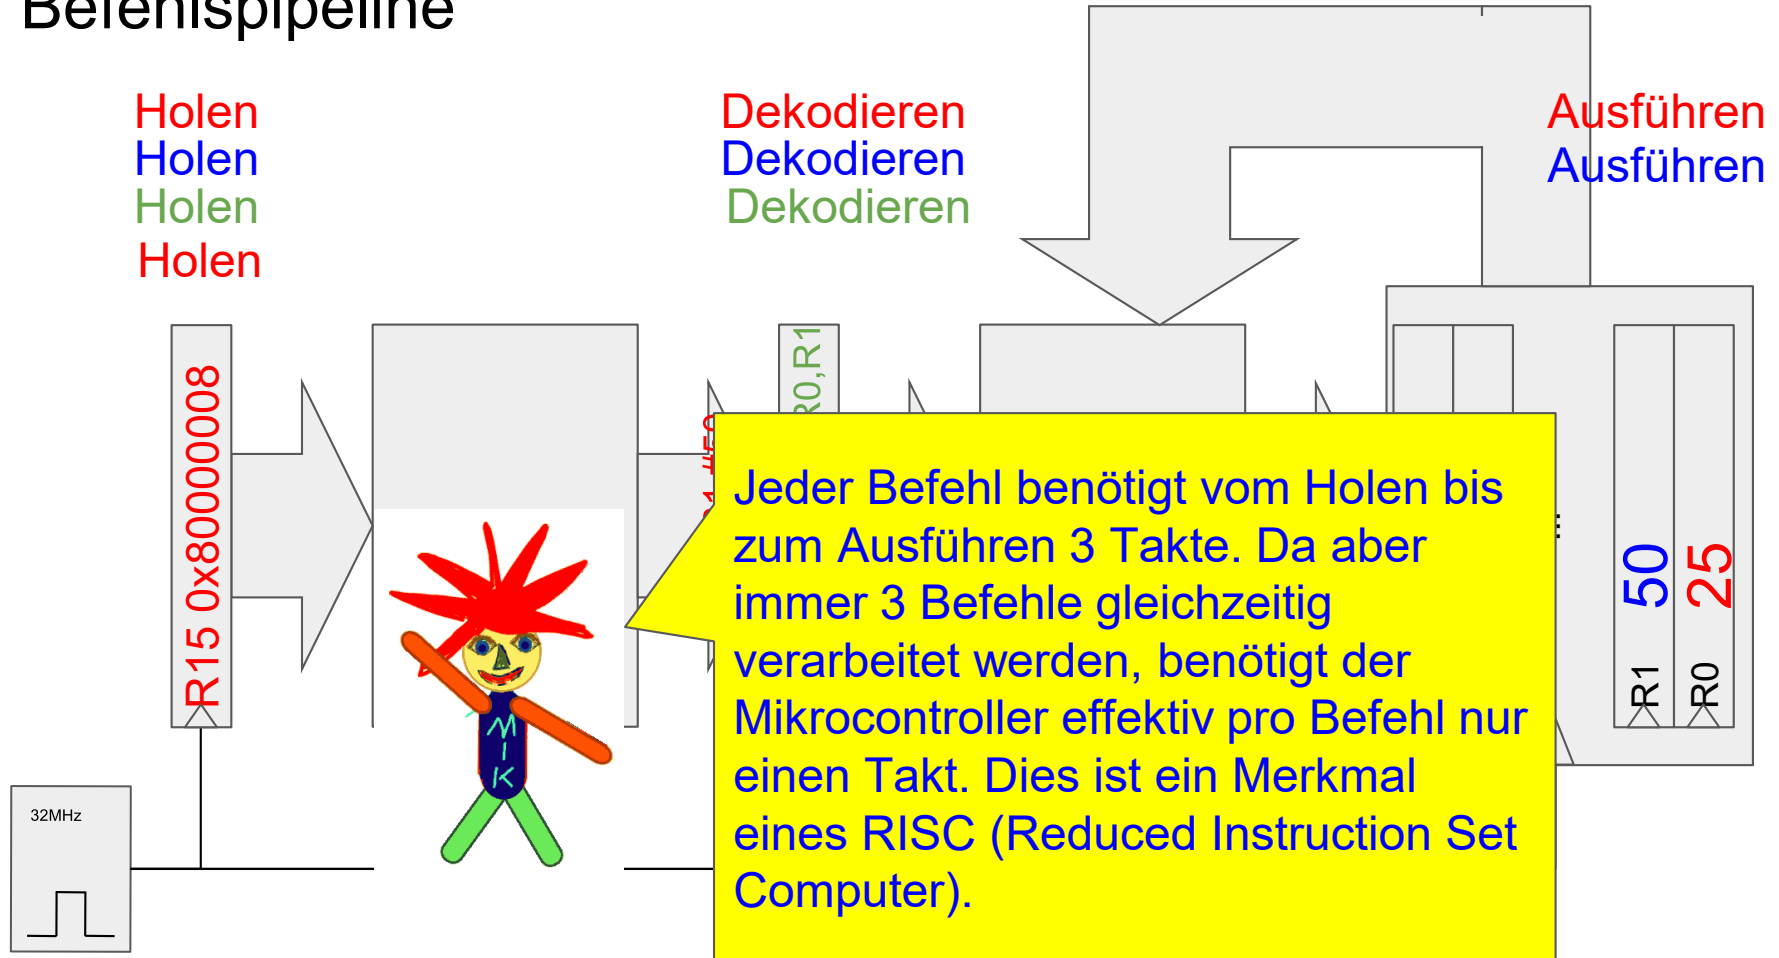 Befehlspipeline
Holen
Dekodieren
Ausführen
Holen
Dekodieren
Ausführen
Holen
Dekodieren
Holen
R15 0x80000008
R0,R1
#50
Jeder Befehl benötigt vom Holen bis
zum Ausführen 3 Takte. Da aber
immer 3 Befehle gleichzeitig
verarbeitet werden, benötigt der
Mikrocontroller effektiv pro Befehl nur
einen Takt. Dies ist ein Merkmal
eines RISC (Reduced Instruction Set
Computer).
...
R1 50
R0 25
MIK
32MHz